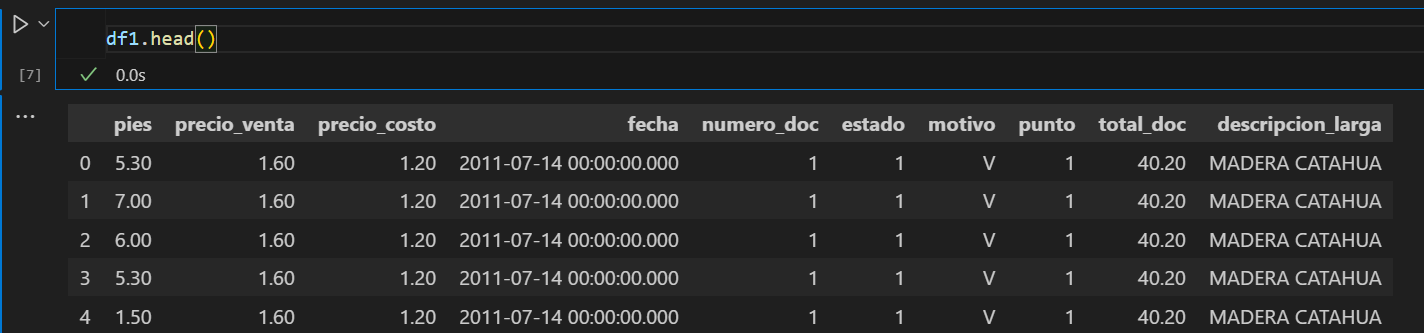 df1.head()
[7] 0.0s
...
pies precio_venta precio_costo fecha numero_doc estado motivo punto total_doc descripcion_larga
0 5.30 1.60 1.20 2011-07-14 00:00:00.000 1 1 V 1 40.20 MADERA CATAHUA
1 7.00 1.60 1.20 2011-07-14 00:00:00.000 1 1 V 1 40.20 MADERA CATAHUA
2 6.00 1.60 1.20 2011-07-14 00:00:00.000 1 1 V 1 40.20 MADERA CATAHUA
3 5.30 1.60 1.20 2011-07-14 00:00:00.000 1 1 V 1 40.20 MADERA CATAHUA
4 1.50 1.60 1.20 2011-07-14 00:00:00.000 1 1 V 1 40.20 MADERA CATAHUA